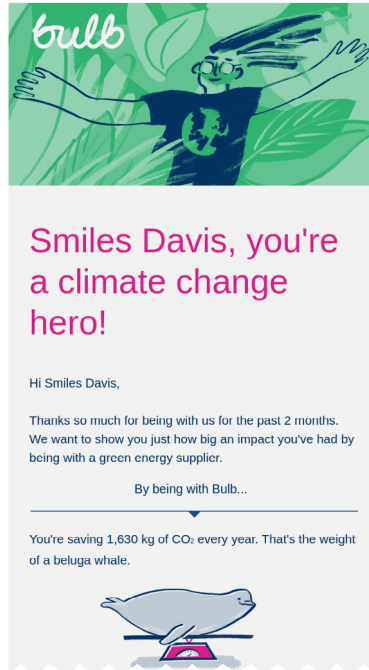 bulb
Smiles Davis, you're
a climate change
hero!
Hi Smiles Davis,
Thanks so much for being with us for the past 2 months.
We want to show you just how big an impact you've had by
being with a green energy supplier.
By being with Bulb...
You're saving 1,630 kg of CO₂ every year. That's the weight
of a beluga whale.